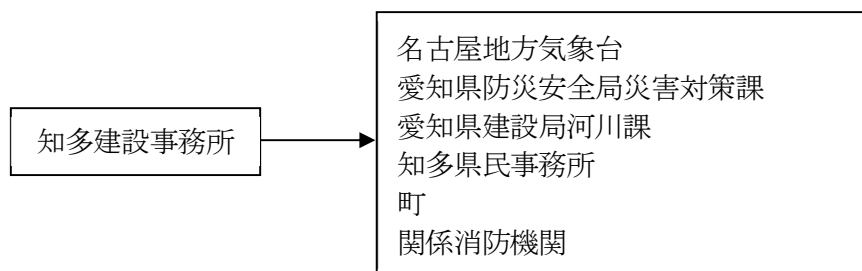 知多建設事務所
名古屋地方気象台
愛知県防災安全局災害対策課
愛知県建設局河川課
知多県民事務所
町
関係消防機関